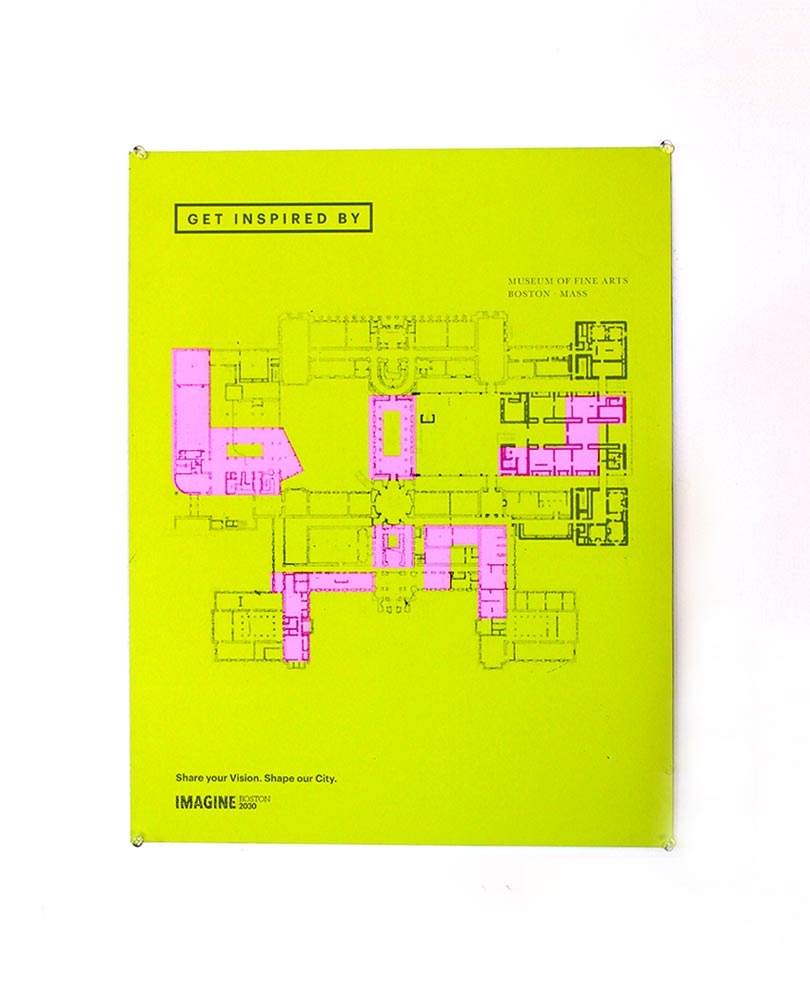 GET INSPIRED BY
MUSEUM OF FINE ARTS
BOSTON · MASS
Share your Vision. Shape our City.
IMAGINE BOSTON
2030